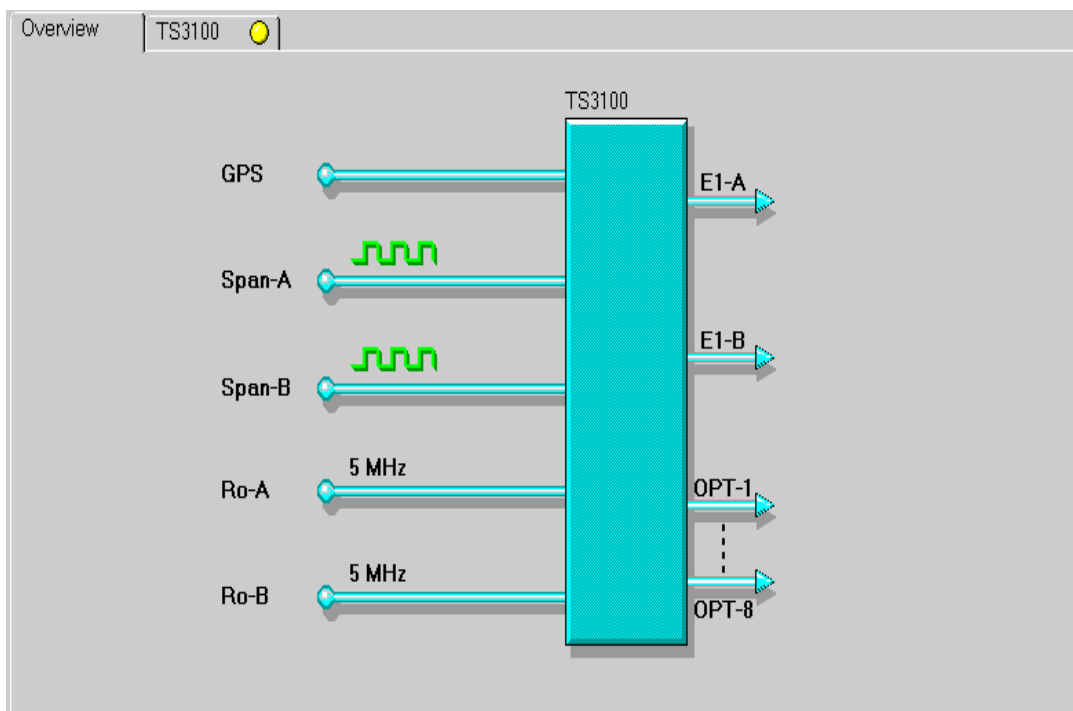 Overview
TS3100
TS3100
GPS
E1-A
Span-A
E1-B
Span-B
5 MHz
Ro-A
OPT-1
5 MHz
Ro-B
OPT-8